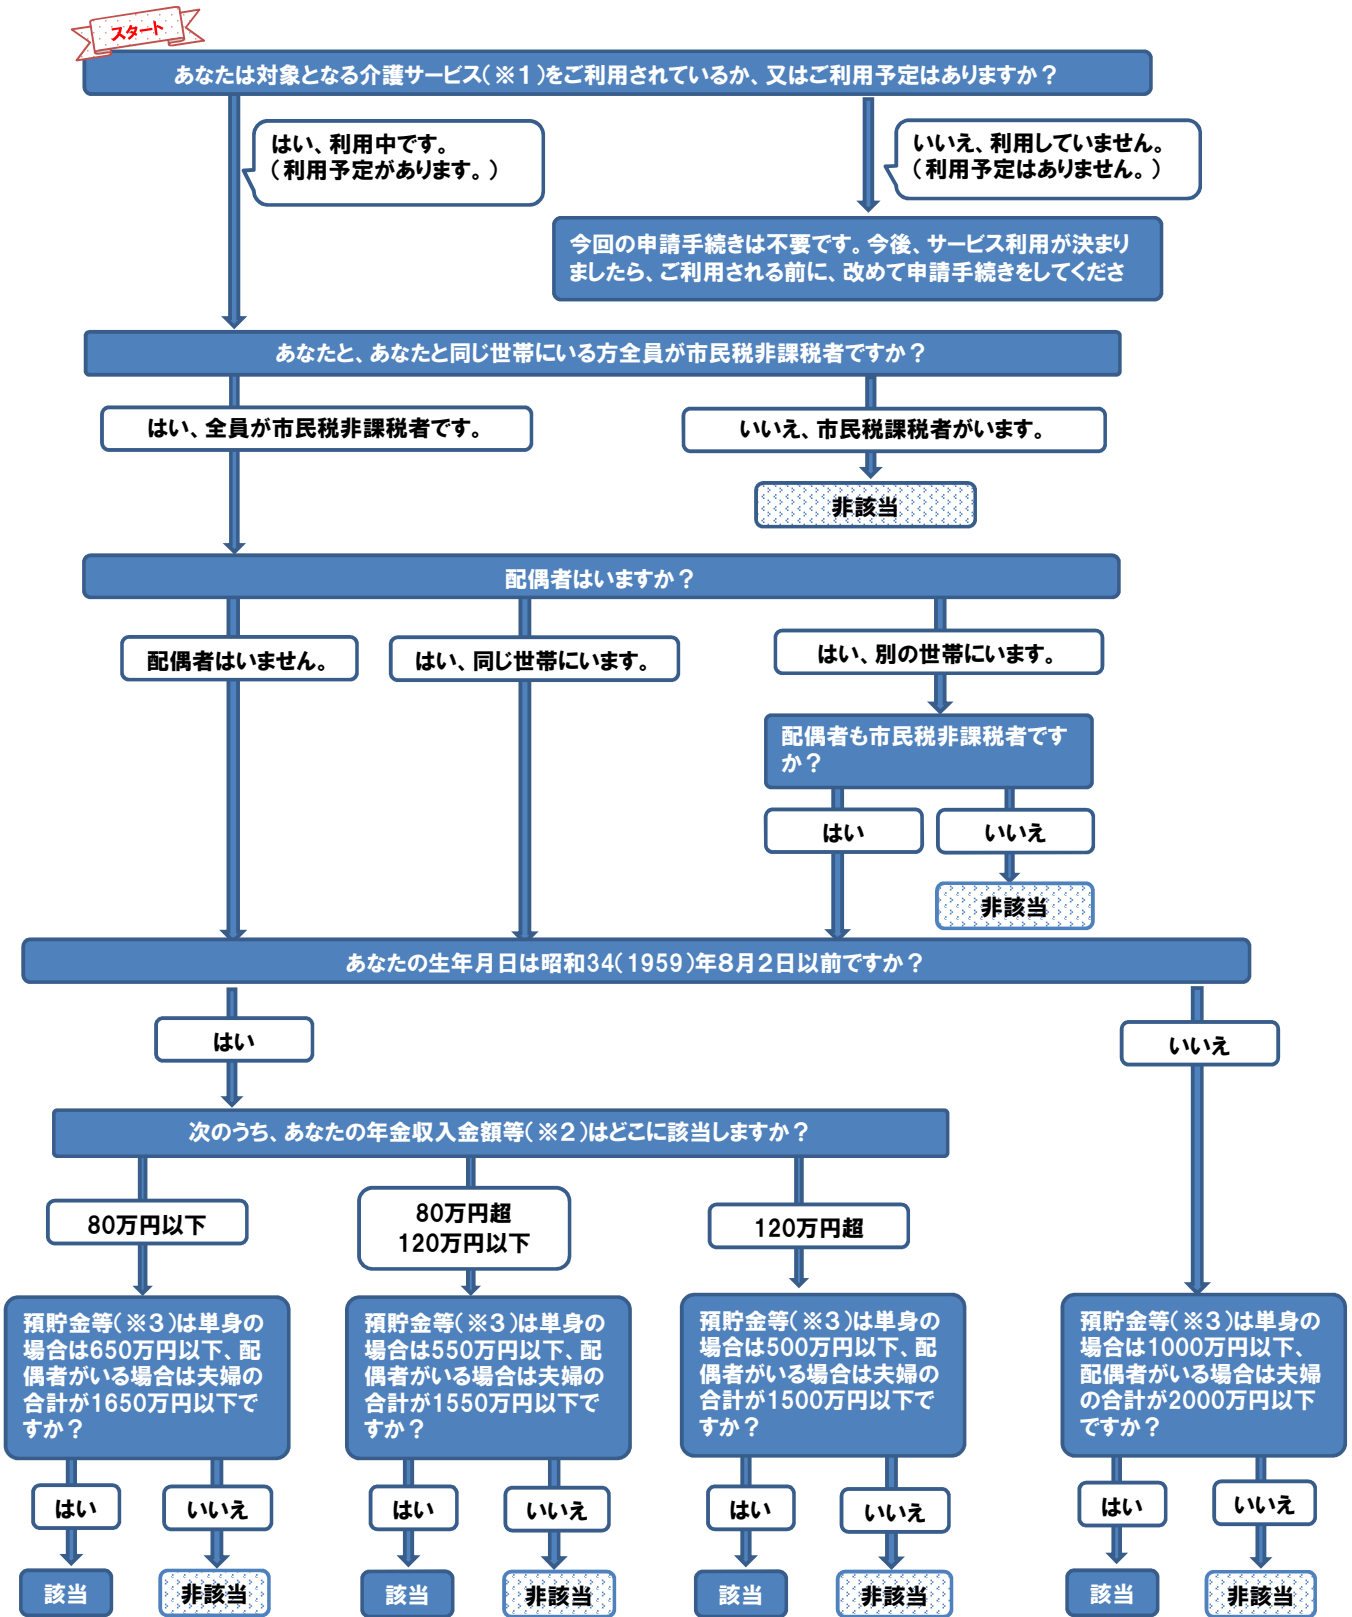 スタート
あなたは対象となる介護サービス(※1)をご利用されているか、又はご利用予定はありますか?
はい、利用中です。
(利用予定があります。)
いいえ、利用していません。
(利用予定はありません。)
今回の申請手続きは不要です。今後、サービス利用が決まり
ましたら、ご利用される前に、改めて申請手続きをしてくださ
あなたと、あなたと同じ世帯にいる方全員が市民税非課税者ですか?
はい、全員が市民税非課税者です。
いいえ、市民税課税者がいます。
非該当
配偶者はいますか?
配偶者はいません。
はい、同じ世帯にいます。
はい、別の世帯にいます。
配偶者も市民税非課税者です
か?
はい
いいえ
非該当
あなたの生年月日は昭和34(1959)年8月2日以前ですか?
はい
いいえ
次のうち、あなたの年金収入金額等(※2)はどこに該当しますか?
80万円以下
80万円超
120万円以下
120万円超
預貯金等(※3)は単身の
場合は650万円以下、配
偶者がいる場合は夫婦の
合計が1650万円以下で
すか?
預貯金等(※3)は単身の
場合は550万円以下、配
偶者がいる場合は夫婦の
合計が1550万円以下で
すか?
預貯金等(※3)は単身の
場合は500万円以下、配
偶者がいる場合は夫婦の
合計が1500万円以下で
すか?
預貯金等(※3)は単身の
場合は1000万円以下、
配偶者がいる場合は夫婦
の合計が2000万円以下
ですか?
はい
いいえ
はい
いいえ
はい
いいえ
はい
いいえ
該当
非該当
該当
非該当
該当
非該当
該当
非該当